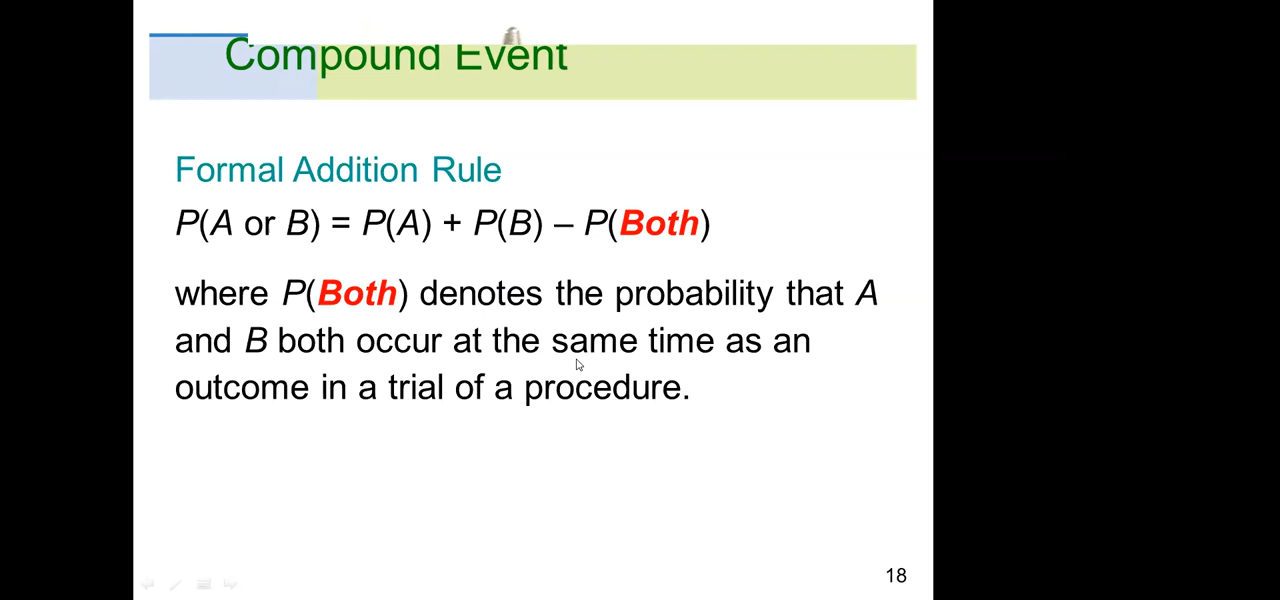 Compound Event
Formal Addition Rule
P(A or B) = P(A) + P(B) – P(Both)
where P(Both) denotes the probability that A
and B both occur at the same time as an
outcome in a trial of a procedure.
18